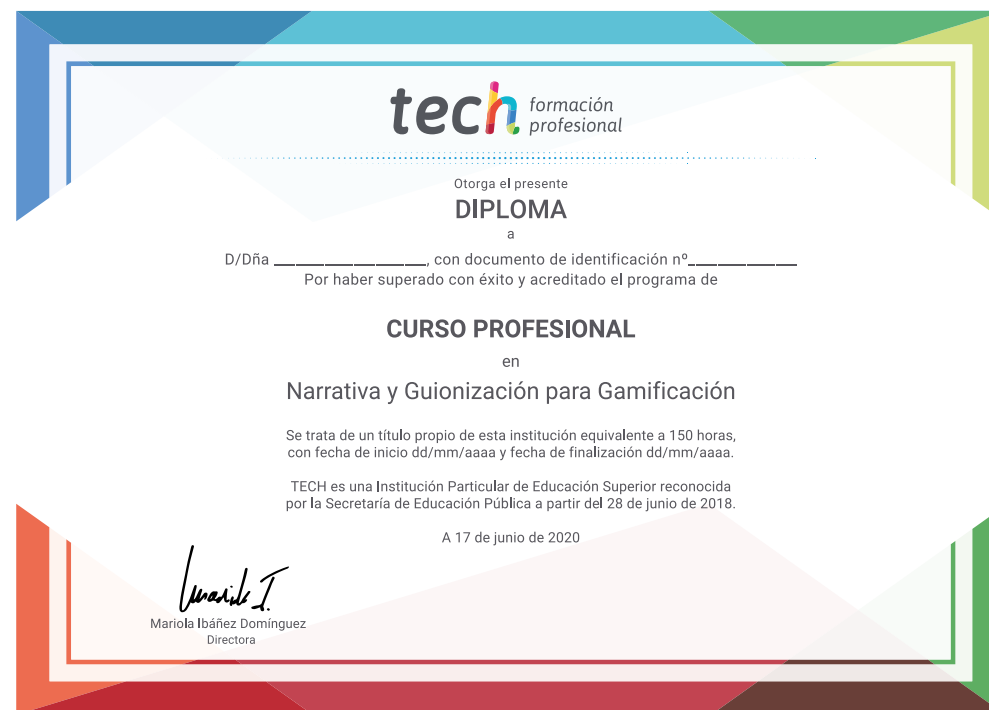 tech formación
profesional
Otorga el presente
DIPLOMA
a
D/Dña ________________, con documento de identificación nº___________
Por haber superado con éxito y acreditado el programa de
CURSO PROFESIONAL
en
Narrativa y Guionización para Gamificación
Se trata de un título propio de esta institución equivalente a 150 horas,
con fecha de inicio dd/mm/aaaa y fecha de finalización dd/mm/aaaa.
TECH es una Institución Particular de Educación Superior reconocida
por la Secretaría de Educación Pública a partir del 28 de junio de 2018.
A 17 de junio de 2020
Mariola Ibáñez Domínguez
Directora